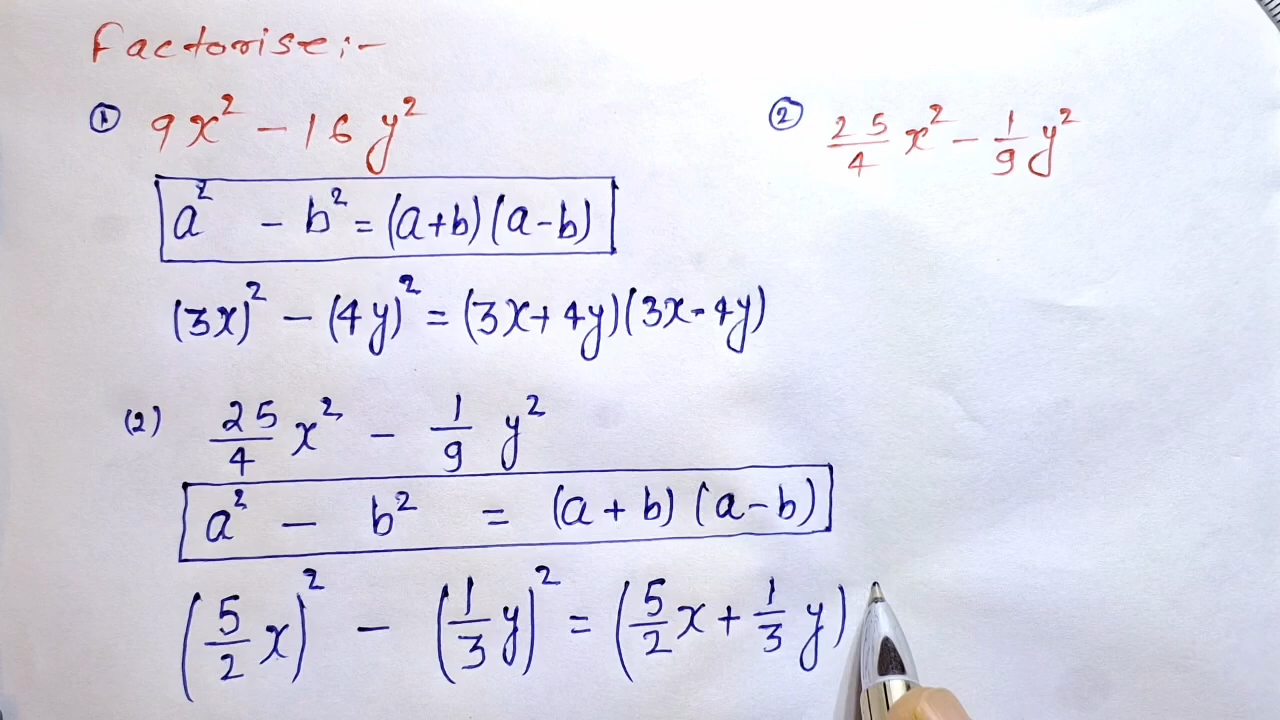 Factorise:-
① 9x² - 16y²
② 25/4 x² - 1/9 y²
a² - b² = (a+b)(a-b)
(3x)² - (4y)² = (3x+4y)(3x-4y)
(2) 25/4 x² - 1/9 y²
a² - b² = (a+b)(a-b)
(5/2 x)² - (1/3 y)² = (5/2 x + 1/3 y)